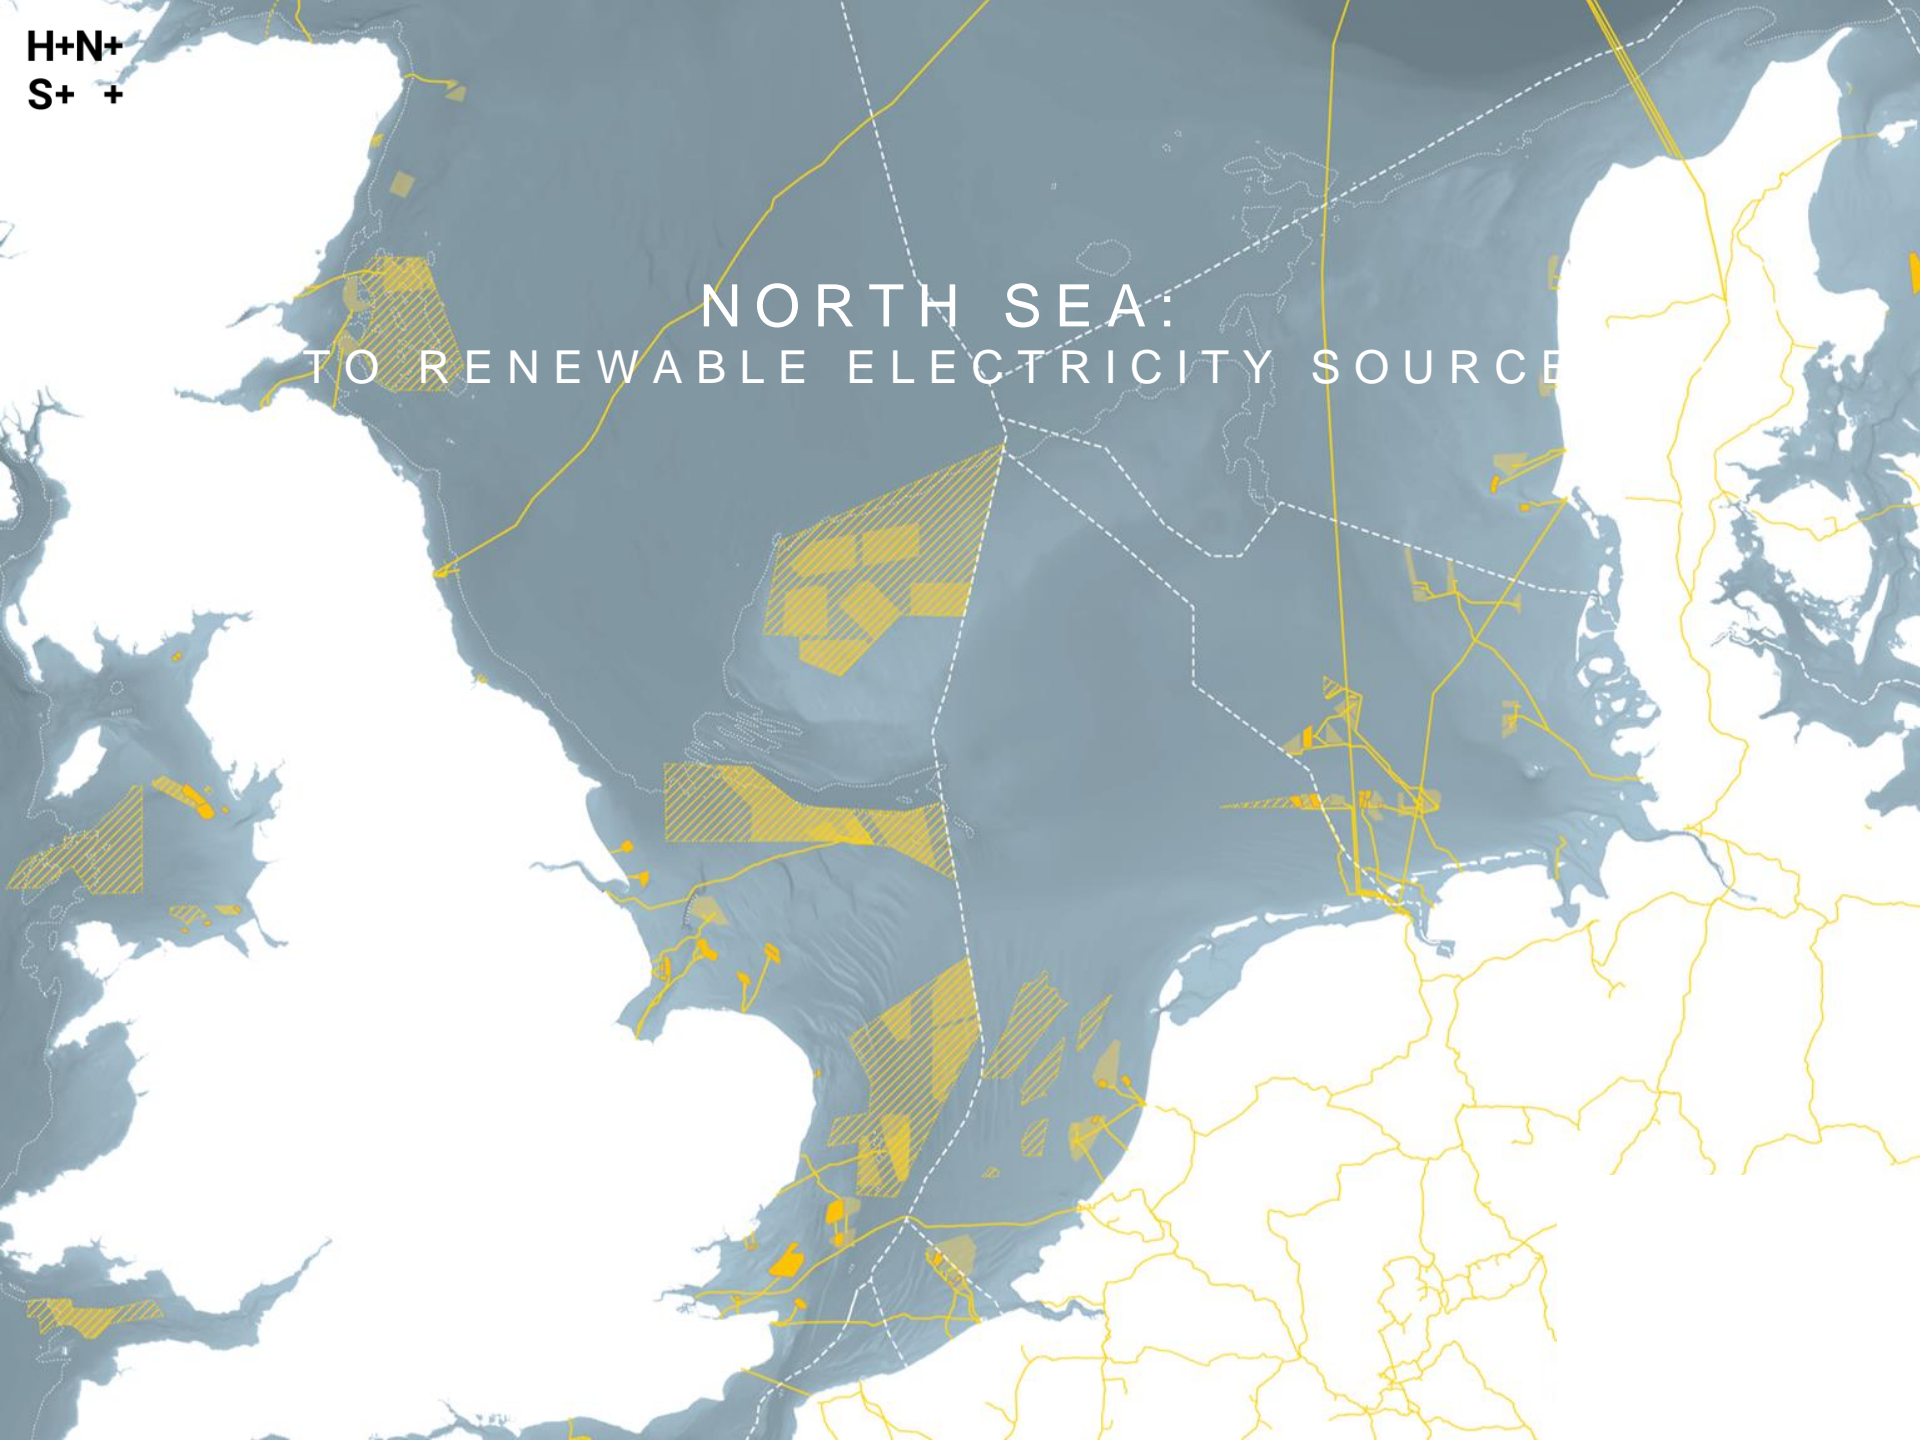 H+N+
S+ +
NORTH SEA:
TO RENEWABLE ELECTRICITY SOURCE